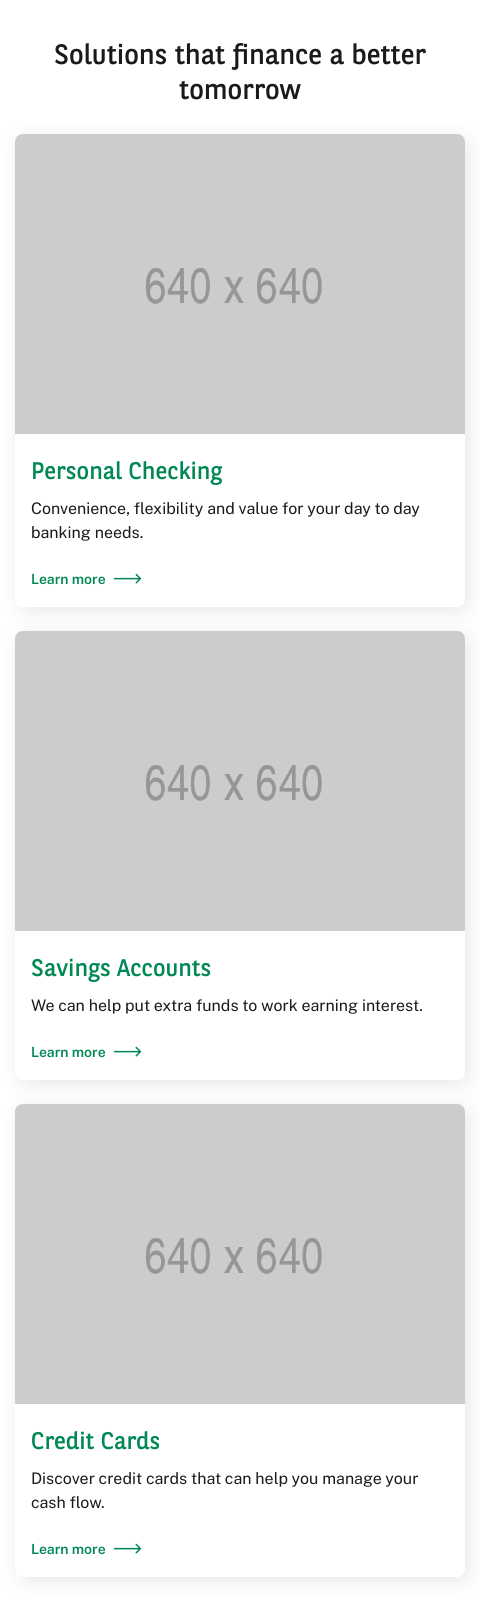 Solutions that finance a better
tomorrow
640 x 640
Personal Checking
Convenience, flexibility and value for your day to day
banking needs.
Learn more
640 x 640
Savings Accounts
We can help put extra funds to work earning interest.
Learn more
640 x 640
Credit Cards
Discover credit cards that can help you manage your
cash flow.
Learn more